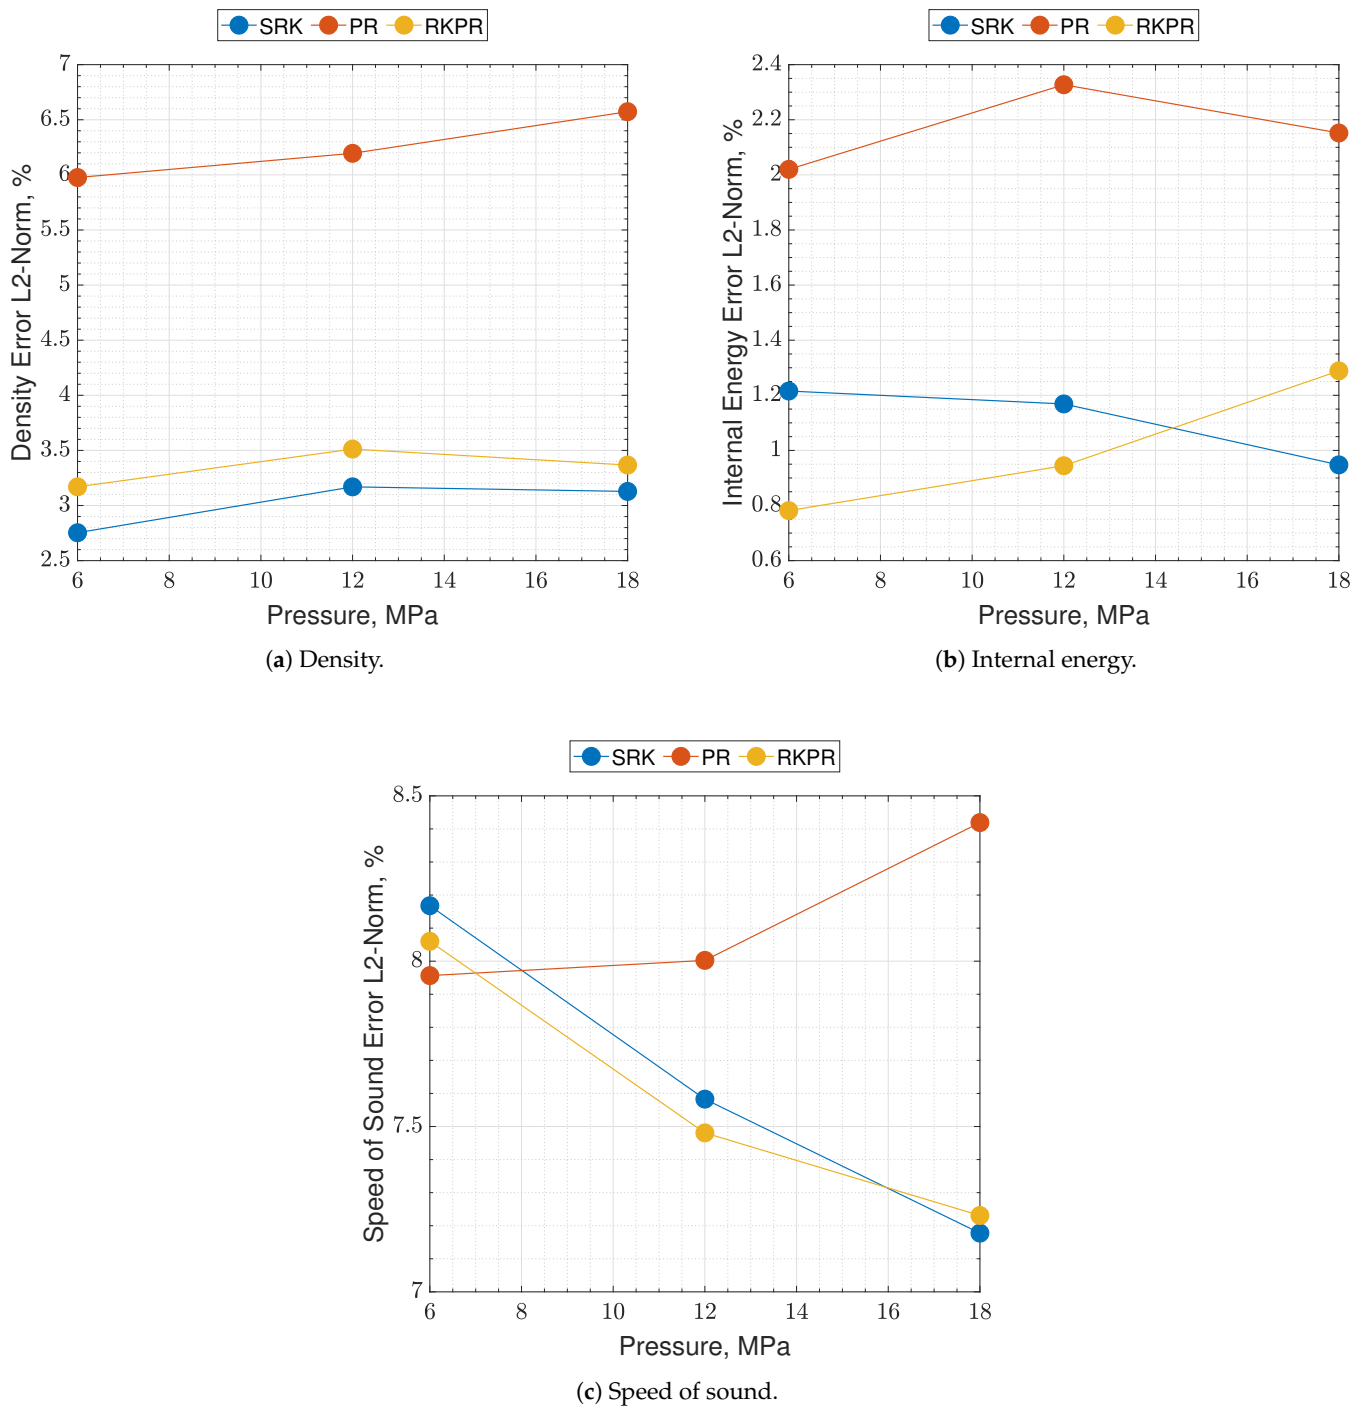 SRK PR RKPR
7
6.5
6
5.5
5
4.5
4
3.5
3
2.5
Density Error L2-Norm, %
6 8 10 12 14 16 18
Pressure, MPa
(a) Density.
SRK PR RKPR
2.4
2.2
2
1.8
1.6
1.4
1.2
1
0.8
0.6
Internal Energy Error L2-Norm, %
6 8 10 12 14 16 18
Pressure, MPa
(b) Internal energy.
SRK PR RKPR
8.5
8
7.5
7
Speed of Sound Error L2-Norm, %
6 8 10 12 14 16 18
Pressure, MPa
(c) Speed of sound.